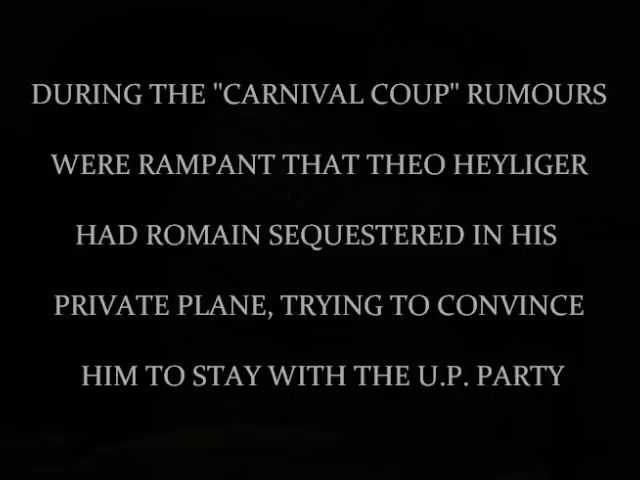 DURING THE "CARNIVAL COUP" RUMOURS
WERE RAMPANT THAT THEO HEYLIGER
HAD ROMAIN SEQUESTERED IN HIS
PRIVATE PLANE, TRYING TO CONVINCE
HIM TO STAY WITH THE U.P. PARTY